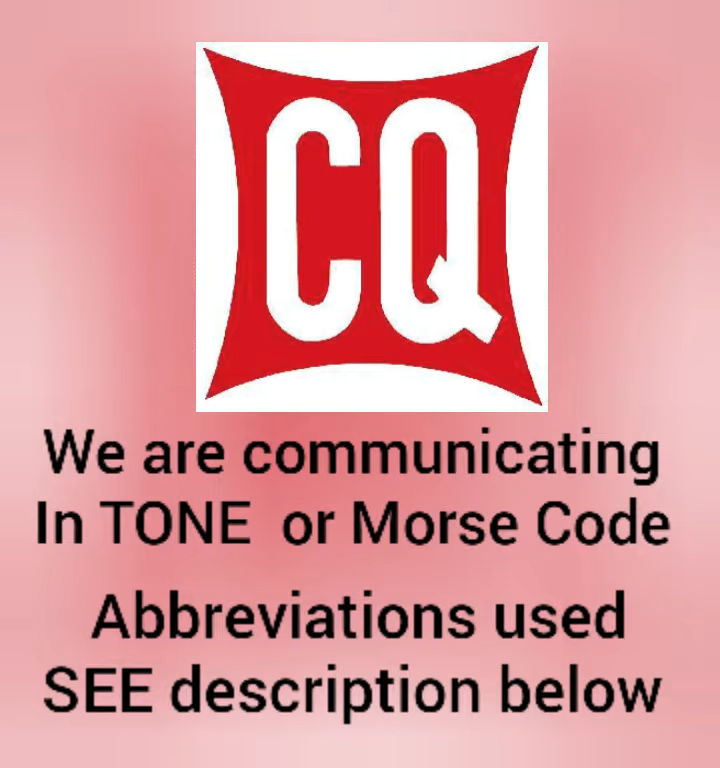 CQ
We are communicating
In TONE or Morse Code
Abbreviations used
SEE description below